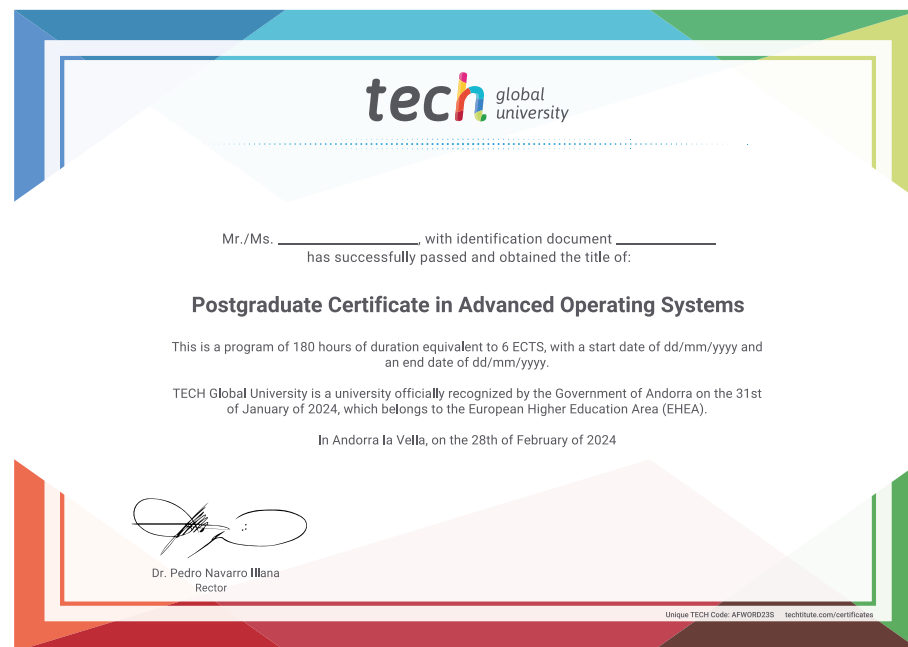 tech global university
Mr./Ms. ________________, with identification document ____________
has successfully passed and obtained the title of:
Postgraduate Certificate in Advanced Operating Systems
This is a program of 180 hours of duration equivalent to 6 ECTS, with a start date of dd/mm/yyyy and
an end date of dd/mm/yyyy.
TECH Global University is a university officially recognized by the Government of Andorra on the 31st
of January of 2024, which belongs to the European Higher Education Area (EHEA).
In Andorra la Vella, on the 28th of February of 2024
Dr. Pedro Navarro Illana
Rector
Unique TECH Code: AFWORD23S techtitute.com/certificates